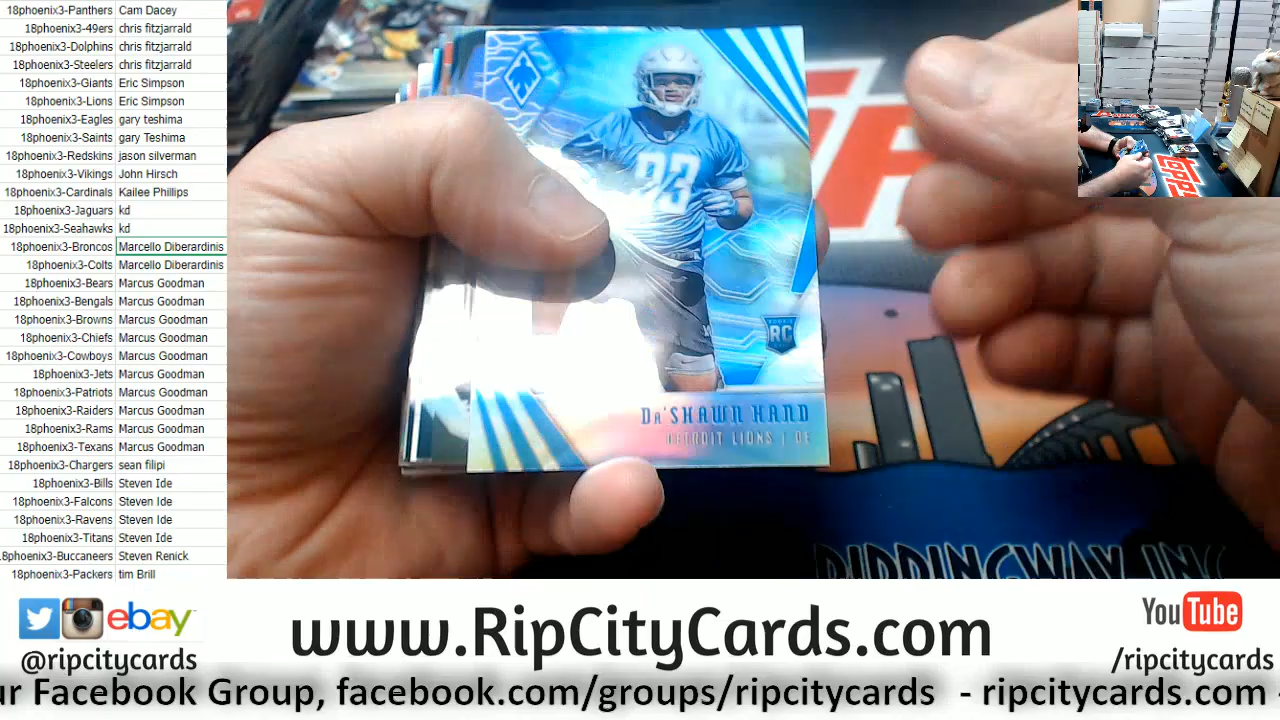 18phoenix3-Panthers Cam Dacey
18phoenix3-49ers chris fitzjarrald
18phoenix3-Dolphins chris fitzjarrald
18phoenix3-Steelers chris fitzjarrald
18phoenix3-Giants Eric Simpson
18phoenix3-Lions Eric Simpson
18phoenix3-Eagles gary teshima
18phoenix3-Saints gary Teshima
18phoenix3-Redskins jason silverman
18phoenix3-Vikings John Hirsch
18phoenix3-Cardinals Kailee Phillips
18phoenix3-Jaguars kd
18phoenix3-Seahawks kd
18phoenix3-Broncos Marcello Diberardinis
18phoenix3-Colts Marcello Diberardinis
18phoenix3-Bears Marcus Goodman
18phoenix3-Bengals Marcus Goodman
18phoenix3-Browns Marcus Goodman
18phoenix3-Chiefs Marcus Goodman
18phoenix3-Cowboys Marcus Goodman
18phoenix3-Jets Marcus Goodman
18phoenix3-Patriots Marcus Goodman
18phoenix3-Raiders Marcus Goodman
18phoenix3-Rams Marcus Goodman
18phoenix3-Texans Marcus Goodman
18phoenix3-Chargers sean filipi
18phoenix3-Bills Steven Ide
18phoenix3-Falcons Steven Ide
18phoenix3-Ravens Steven Ide
18phoenix3-Titans Steven Ide
18phoenix3-Buccaneers Steven Renick
18phoenix3-Packers tim Brill
93
RC
DA'SHAWN HAND
DETROIT LIONS | DE
TOPPS
ebay
@ripcitycards
www.RipCityCards.com
YouTube
/ripcitycards
ur Facebook Group, facebook.com/groups/ripcitycards - ripcitycards.com -